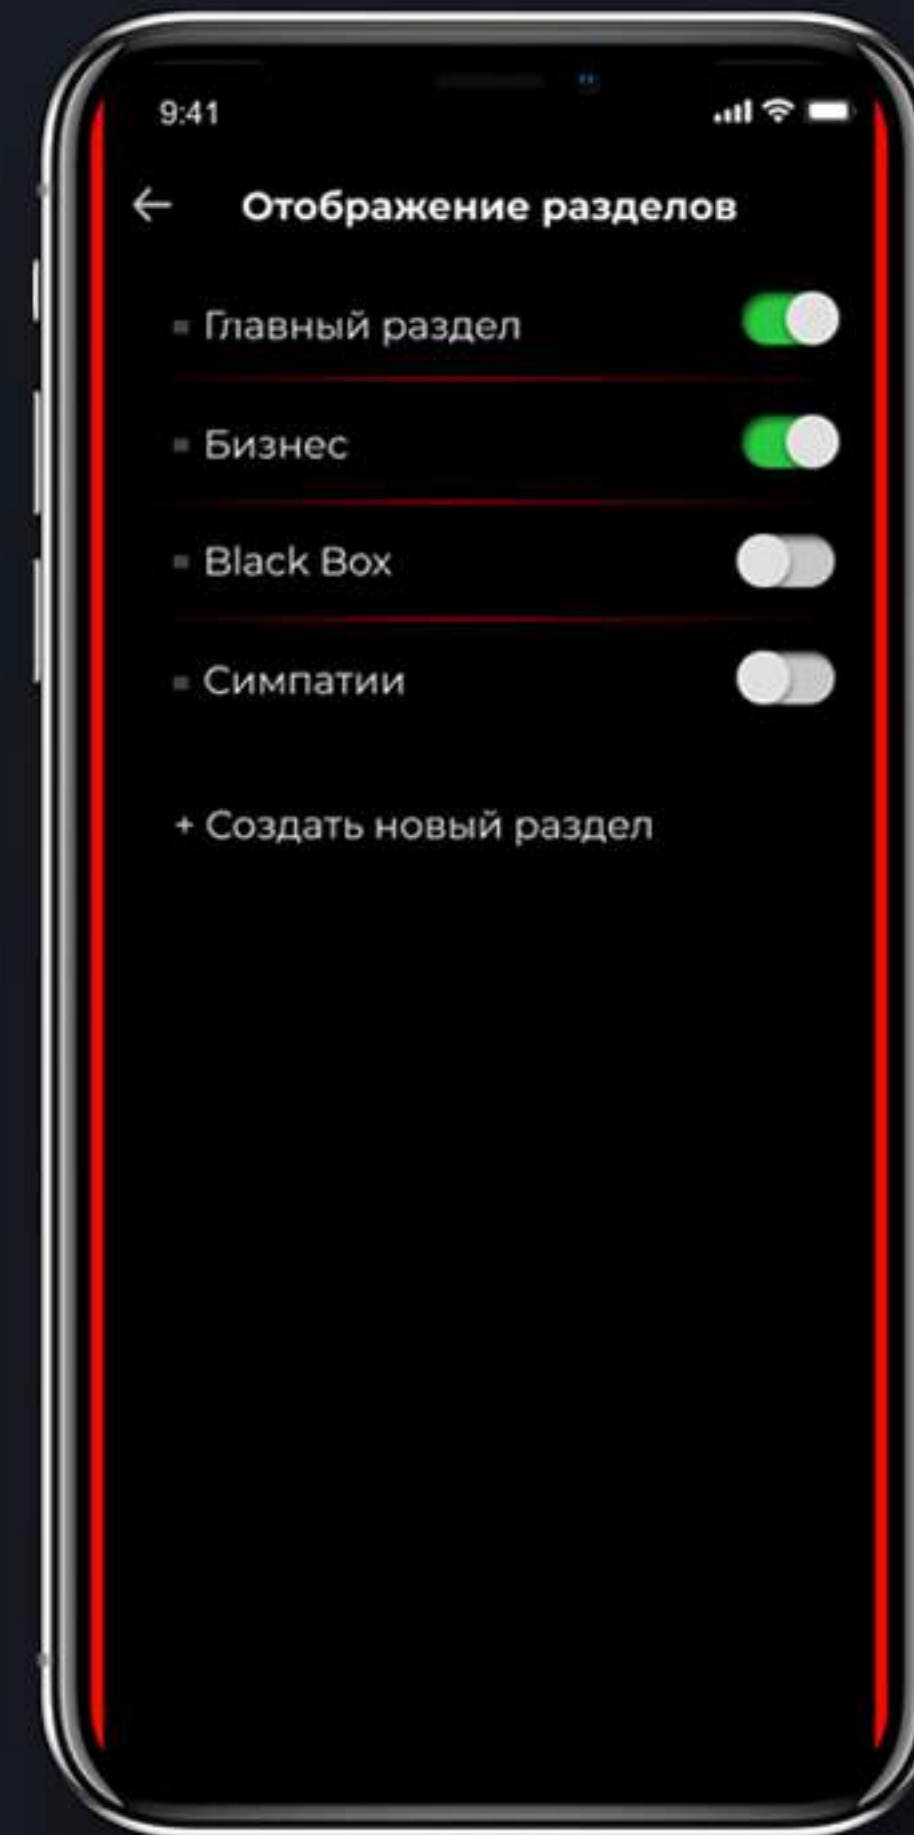 9:41
Отображение разделов
Главный раздел
Бизнес
Black Box
Симпатии
+ Создать новый раздел